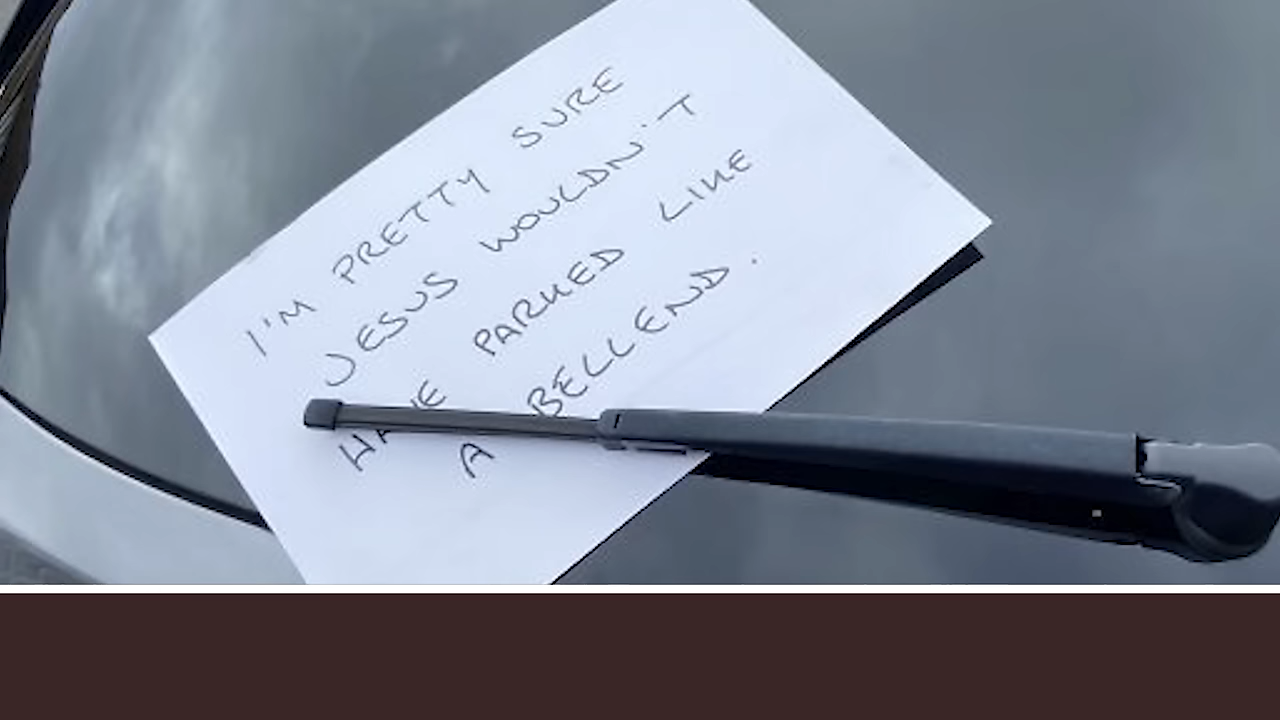 I'M PRETTY SURE
JESUS WOULDN'T
HAVE PARKED LIKE
A BELLEND.